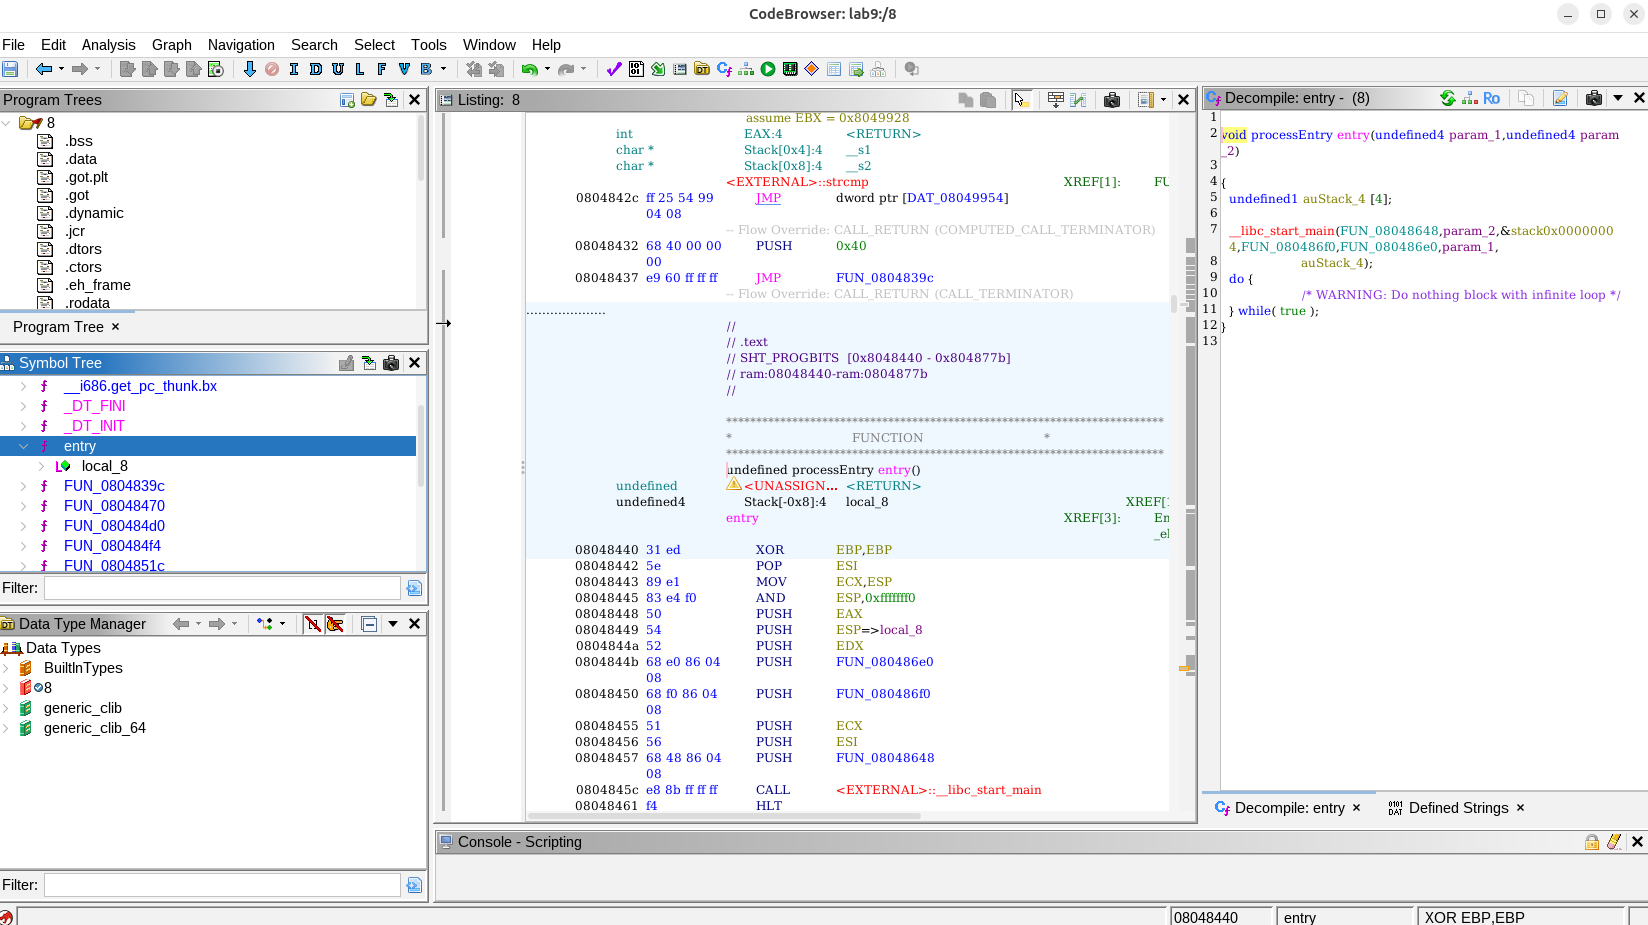 CodeBrowser: lab9:/8
File Edit Analysis Graph Navigation Search Select Tools Window Help
I D U L F V B
Program Trees
8
.bss
.data
.got.plt
.got
.dynamic
.jcr
.dtors
.ctors
.eh_frame
.rodata
Program Tree ×
Symbol Tree
__i686.get_pc_thunk.bx
_DT_FINI
_DT_INIT
entry
local_8
FUN_0804839c
FUN_08048470
FUN_080484d0
FUN_080484f4
FUN_0804851c
Filter:
Data Type Manager
Data Types
BuiltInTypes
8
generic_clib
generic_clib_64
Filter:
Listing: 8
assume EBX = 0x8049928
int EAX:4 <RETURN>
char * Stack[0x4]:4 __s1
char * Stack[0x8]:4 __s2
<EXTERNAL>::strcmp XREF[1]: FU
0804842c ff 25 54 99 JMP dword ptr [DAT_08049954]
04 08
-- Flow Override: CALL_RETURN (COMPUTED_CALL_TERMINATOR)
08048432 68 40 00 00 PUSH 0x40
00
08048437 e9 60 ff ff ff JMP FUN_0804839c
-- Flow Override: CALL_RETURN (CALL_TERMINATOR)
....................
//
// .text
// SHT_PROGBITS [0x8048440 - 0x804877b]
// ram:08048440-ram:0804877b
//
*************************************************************************
* FUNCTION *
*************************************************************************
undefined processEntry entry()
undefined <UNASSIGN... <RETURN>
undefined4 Stack[-0x8]:4 local_8 XREF[1
entry XREF[3]: En
_el
08048440 31 ed XOR EBP,EBP
08048442 5e POP ESI
08048443 89 e1 MOV ECX,ESP
08048445 83 e4 f0 AND ESP,0xfffffff0
08048448 50 PUSH EAX
08048449 54 PUSH ESP=>local_8
0804844a 52 PUSH EDX
0804844b 68 e0 86 04 PUSH FUN_080486e0
08
08048450 68 f0 86 04 PUSH FUN_080486f0
08
08048455 51 PUSH ECX
08048456 56 PUSH ESI
08048457 68 48 86 04 PUSH FUN_08048648
08
0804845c e8 8b ff ff ff CALL <EXTERNAL>::__libc_start_main
08048461 f4 HLT
Decompile: entry - (8)
1
2 void processEntry entry(undefined4 param_1,undefined4 param
_2)
3
4 {
5 undefined1 auStack_4 [4];
6
7 __libc_start_main(FUN_08048648,param_2,&stack0x0000000
4,FUN_080486f0,FUN_080486e0,param_1,
8 auStack_4);
9 do {
10 /* WARNING: Do nothing block with infinite loop */
11 } while( true );
12 }
13
Decompile: entry × Defined Strings ×
Console - Scripting
08048440 entry XOR EBP,EBP